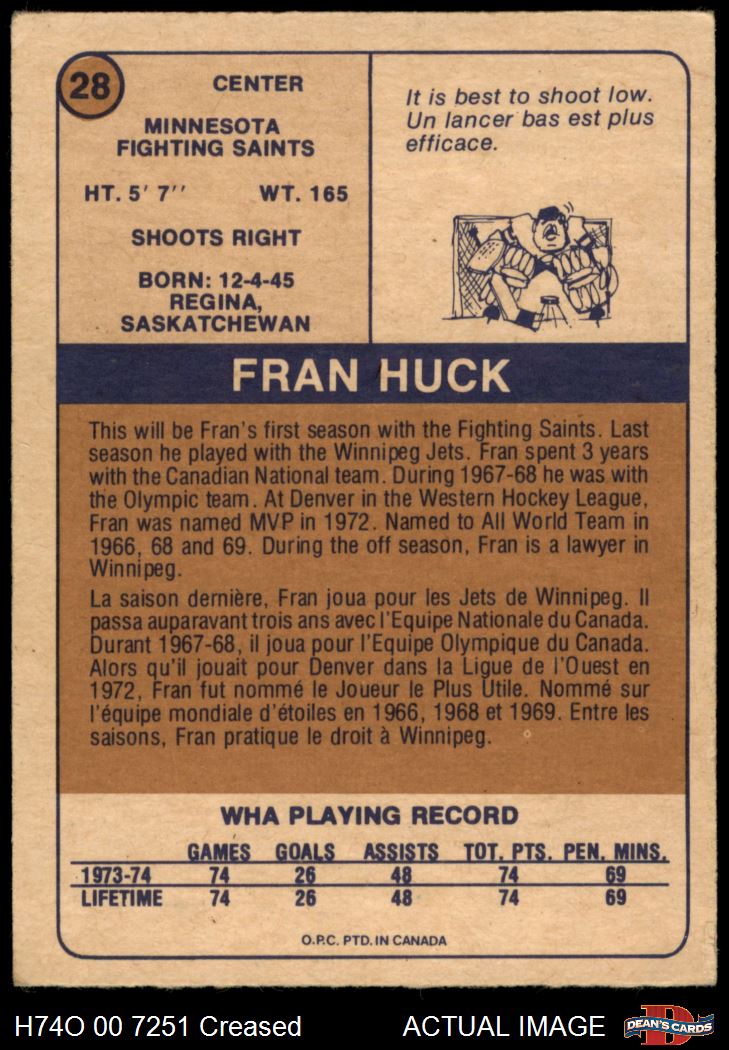 28
CENTER
MINNESOTA
FIGHTING SAINTS
HT. 5' 7'' WT. 165
SHOOTS RIGHT
BORN: 12-4-45
REGINA,
SASKATCHEWAN
It is best to shoot low.
Un lancer bas est plus
efficace.
FRAN HUCK
This will be Fran's first season with the Fighting Saints. Last
season he played with the Winnipeg Jets. Fran spent 3 years
with the Canadian National team. During 1967-68 he was with
the Olympic team. At Denver in the Western Hockey League,
Fran was named MVP in 1972. Named to All World Team in
1966, 68 and 69. During the off season, Fran is a lawyer in
Winnipeg.
La saison dernière, Fran joua pour les Jets de Winnipeg. Il
passa auparavant trois ans avec l'Equipe Nationale du Canada.
Durant 1967-68, il joua pour l'Equipe Olympique du Canada.
Alors qu'il jouait pour Denver dans la Ligue de l'Ouest en
1972, Fran fut nommé le Joueur le Plus Utile. Nommé sur
l'équipe mondiale d'étoiles en 1966, 1968 et 1969. Entre les
saisons, Fran pratique le droit à Winnipeg.
WHA PLAYING RECORD
GAMES GOALS ASSISTS TOT. PTS. PEN. MINS.
1973-74 74 26 48 74 69
LIFETIME 74 26 48 74 69
O.P.C. PTD. IN CANADA
H74O 00 7251 Creased ACTUAL IMAGE
D
DEAN'S CARDS